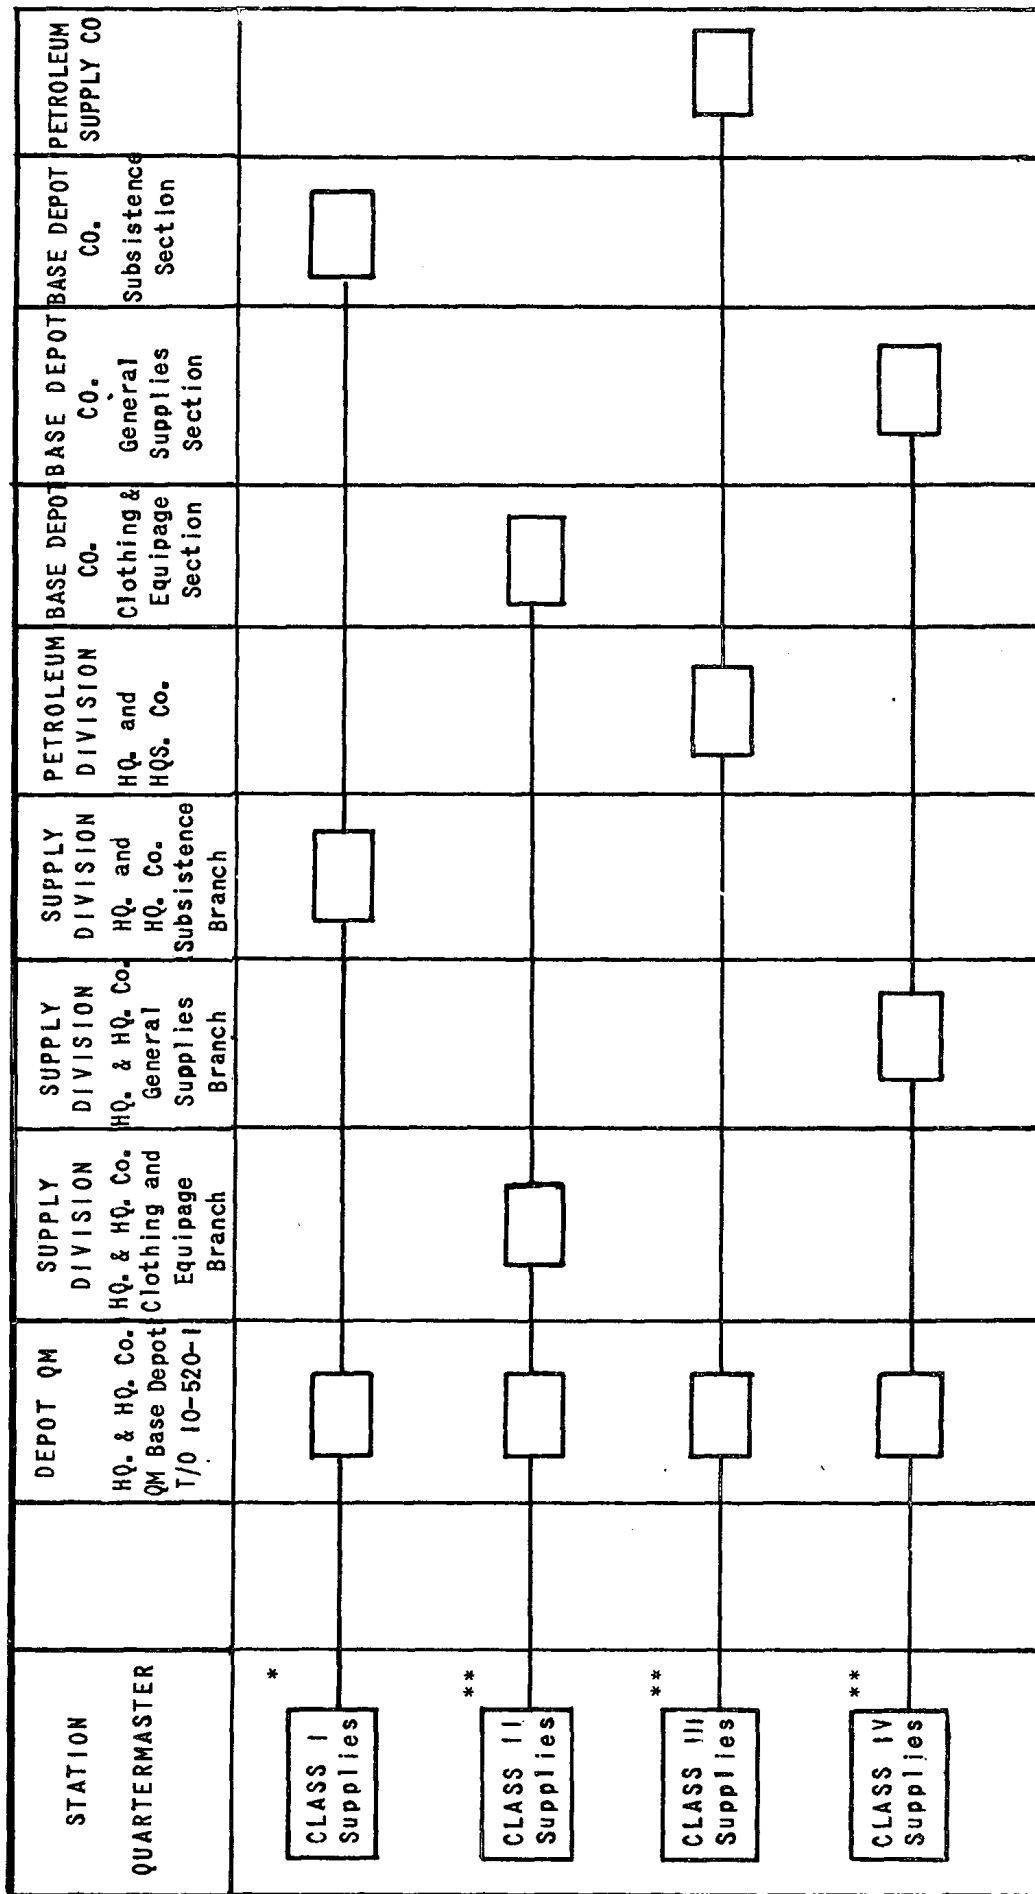 STATION
QUARTERMASTER
DEPOT QM
HQ. & HQ. Co.
QM Base Depot
T/O 10-520-1
SUPPLY
DIVISION
HQ. & HQ. Co.
Clothing and
Equipage
Branch
SUPPLY
DIVISION
HQ. & HQ. Co.
General
Supplies
Branch
SUPPLY
DIVISION
HQ. and
HQ. Co.
Subsistence
Branch
PETROLEUM
DIVISION
HQ. and
HQS. Co.
BASE DEPOT
CO.
Clothing &
Equipage
Section
BASE DEPOT
CO.
General
Supplies
Section
BASE DEPOT
CO.
Subsistence
Section
PETROLEUM
SUPPLY CO
*
CLASS I
Supplies
**
CLASS II
Supplies
**
CLASS III
Supplies
**
CLASS IV
Supplies